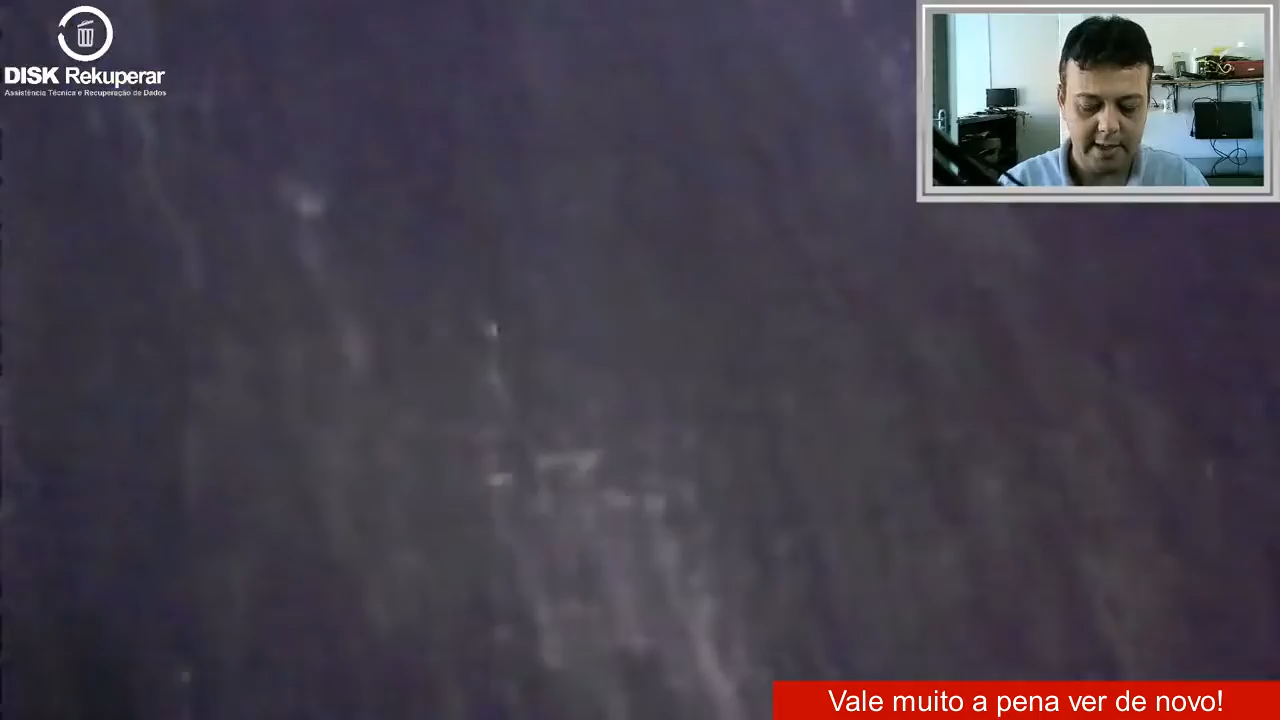 DISK Rekuperar
Assistência Técnica e Recuperação de Dados
Vale muito a pena ver de novo!